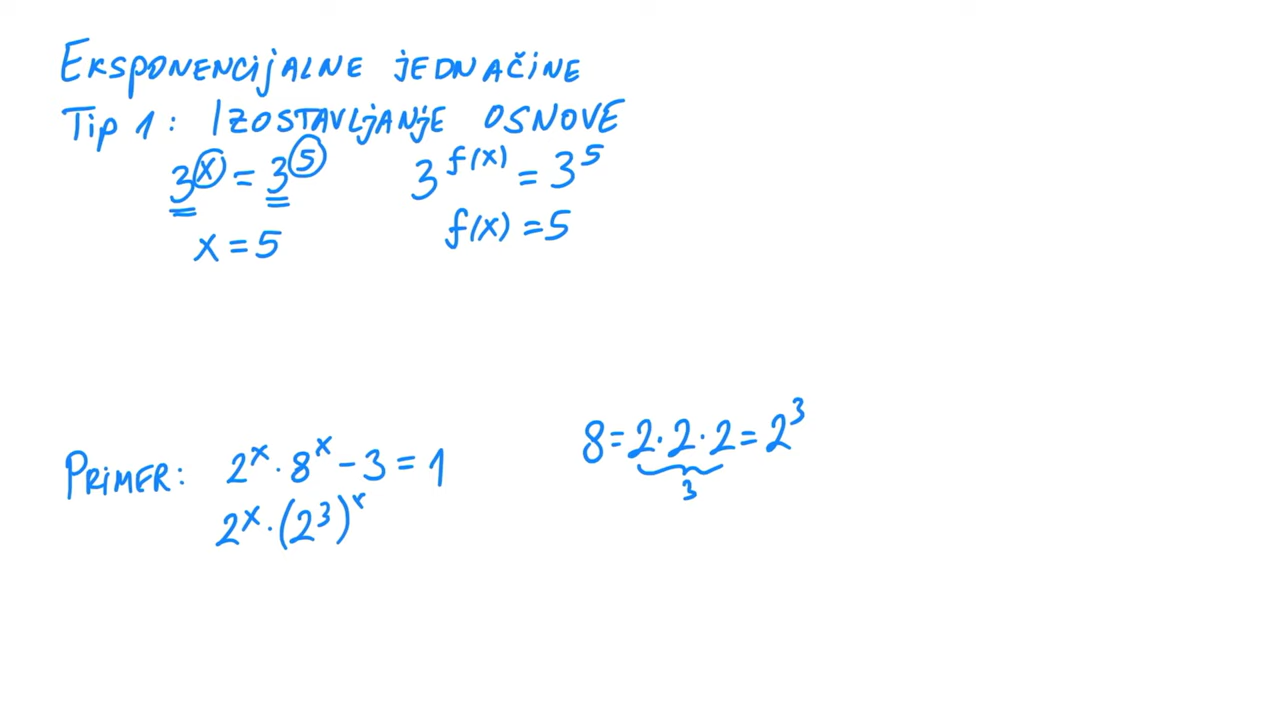 EKSPONENCIJALNE JEDNAČINE
TIP 1: IZOSTAVLJANJE OSNOVE
3^x = 3^5    3^f(x) = 3^5
x = 5    f(x) = 5
8 = 2·2·2 = 2^3
3
PRIMER: 2^x · 8^x - 3 = 1
2^x · (2^3)^x